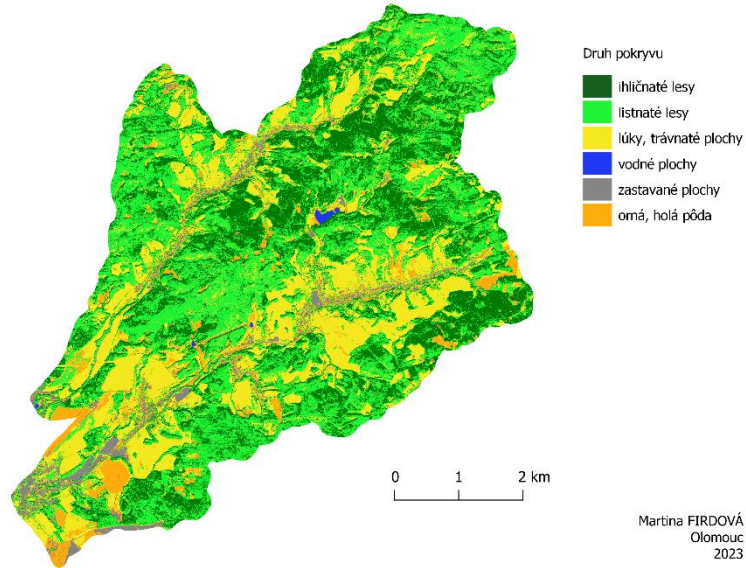 Druh pokryvu
ihličnaté lesy
listnaté lesy
lúky, trávnaté plochy
vodné plochy
zastavané plochy
orná, holá pôda
0 1 2 km
Martina FIRDOVÁ
Olomouc
2023